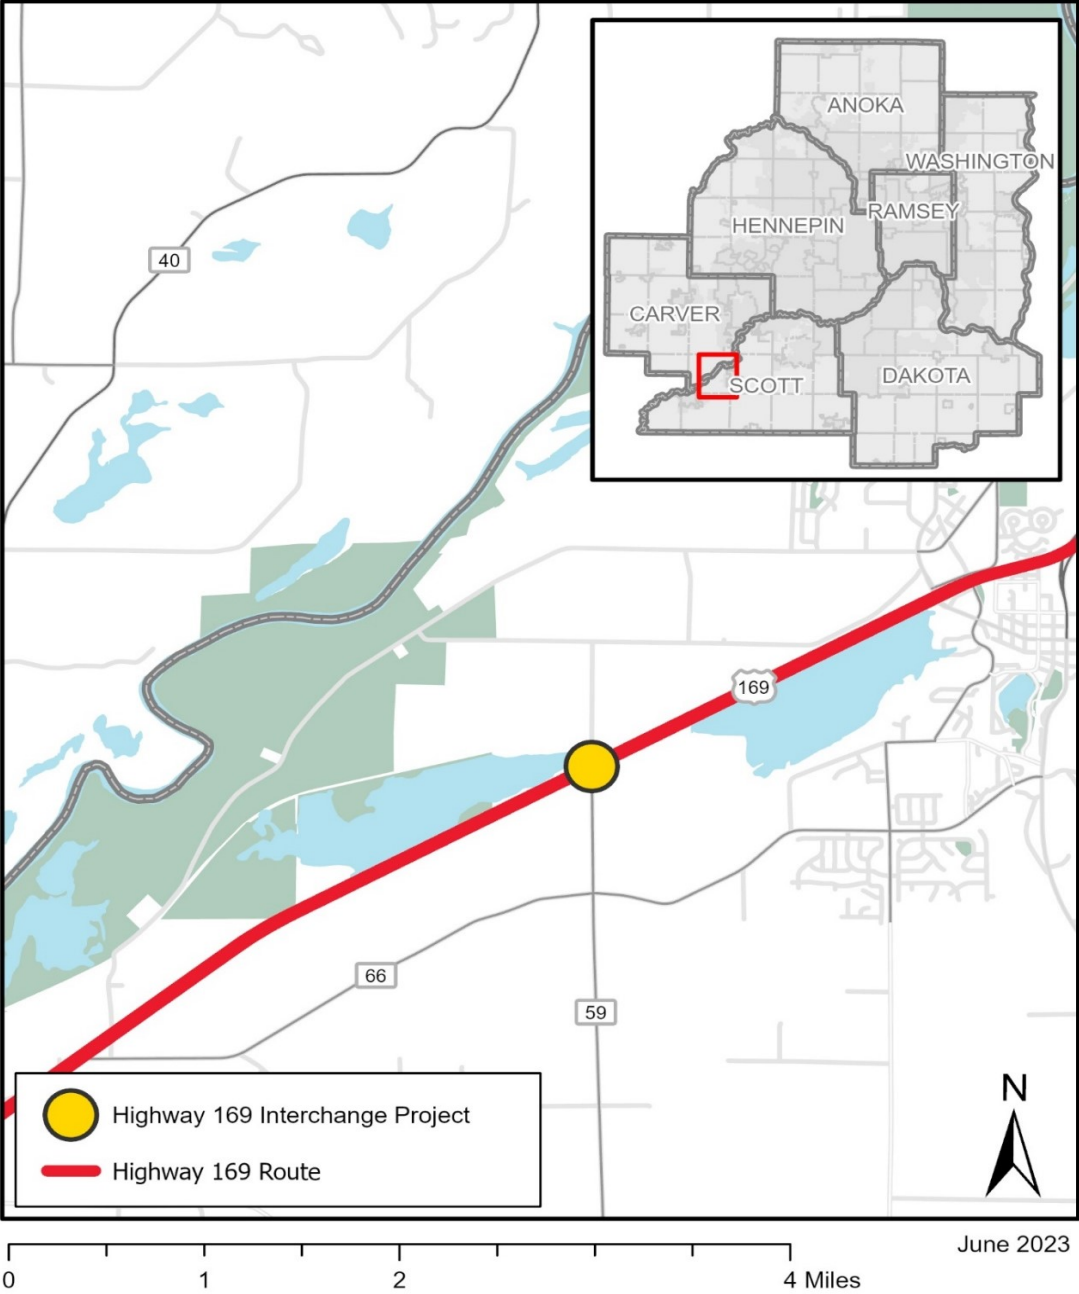 ANOKA
WASHINGTON
RAMSEY
HENNEPIN
CARVER
SCOTT
DAKOTA
40
169
66
59
N
Highway 169 Interchange Project
Highway 169 Route
June 2023
0 1 2 4 Miles